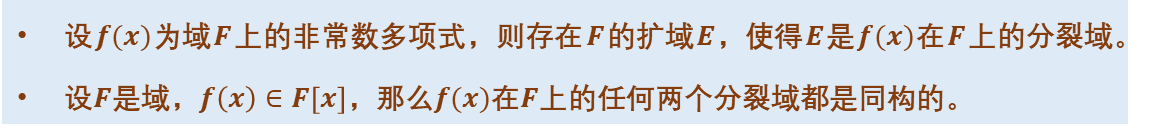 • 设f(x)为域F上的非常数多项式，则存在F的扩域E，使得E是f(x)在F上的分裂域。
• 设F是域，f(x) ∈ F[x]，那么f(x)在F上的任何两个分裂域都是同构的。